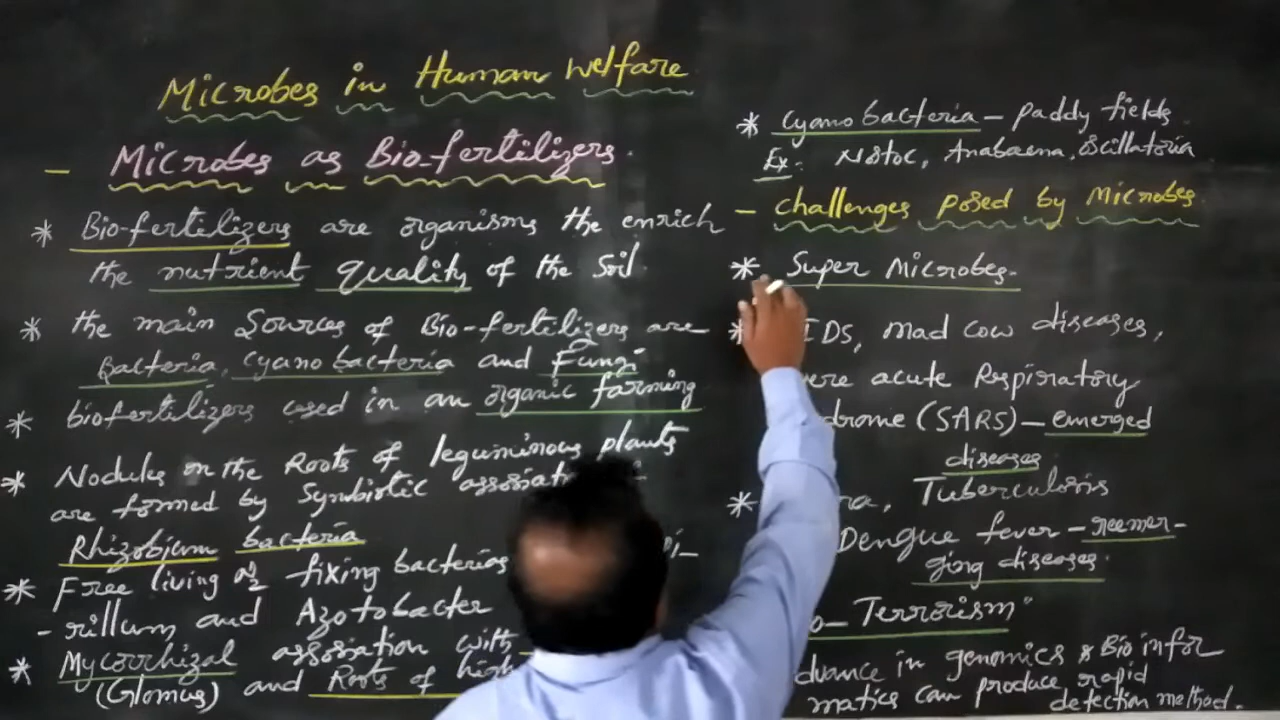 Microbes in Human Welfare
- Microbes as Bio-fertilizers.
* Bio-fertilizers are organisms the enrich
the nutrient quality of the Soil.
* the main Sources of Bio-fertilizers are
Bacteria, Cyano bacteria and Fungi
* biofertilizers used in an organic farming
* Nodules on the Roots of leguminous plants
are formed by Symbiotic
Rhizobium bacteria
* Free living N2 fixing bacterias
-rillum and Azotobacter
* Mycorrhizal assosiation with
(Glomus) and Roots of
* Cyano bacteria - paddy fields.
Ex: Nostoc, Anabaena, Oscillatoria
- Challenges posed by Microbes.
* Super Microbes.
* IDS, mad cow diseases,
ere acute Respiratory
drome (SARS) - emerged
diseases.
* ra, Tuberculosis
Dengue fever - reemer-
ging diseases.
o-Terrorism"
dvance in genomics & Bio infor
matics can produce rapid
detection method.